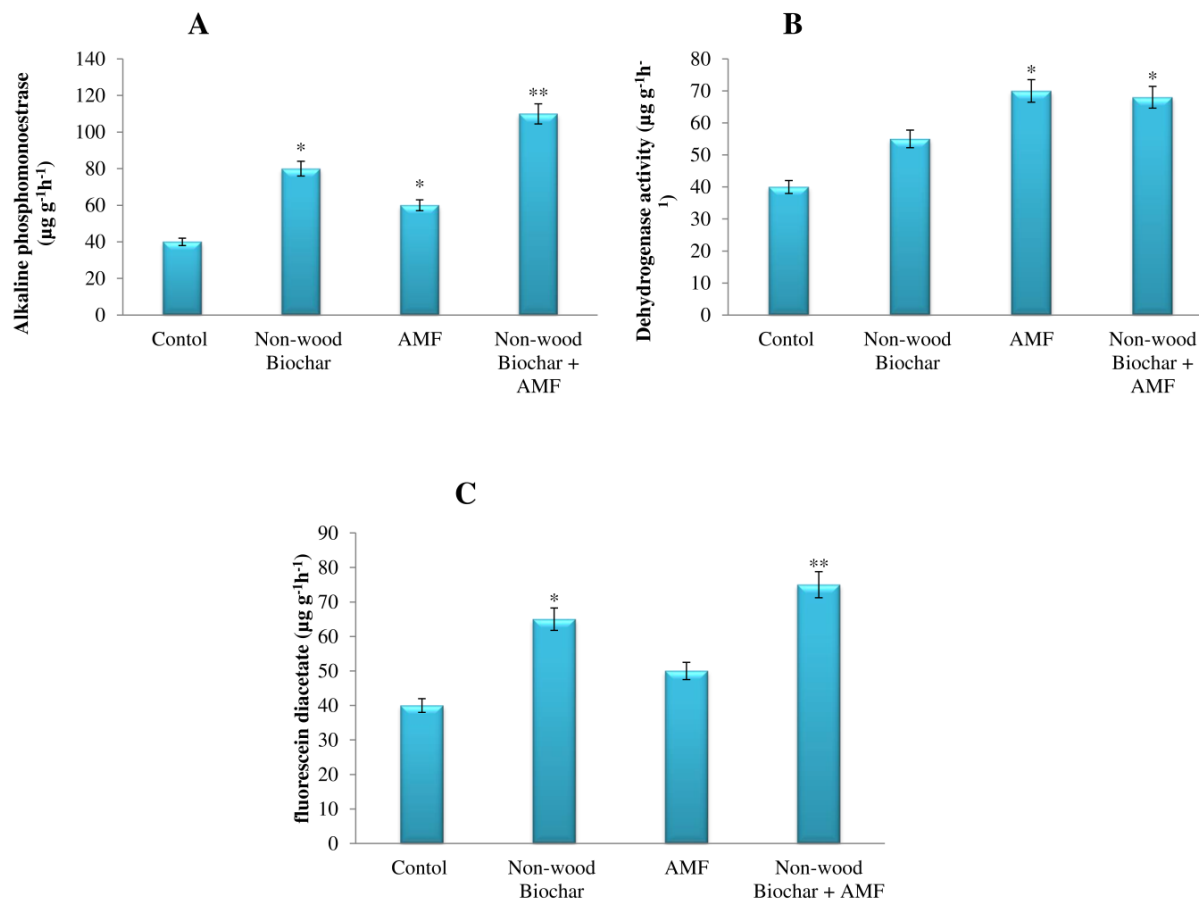 A
Alkaline phosphomonoestrase
(µg g⁻¹h⁻¹)
140
120
100
80
60
40
20
0
*
*
**
Contol
Non-wood
Biochar
AMF
Non-wood
Biochar +
AMF
B
Dehydrogenase activity (µg g⁻¹h⁻
¹)
80
70
60
50
40
30
20
10
0
*
*
Contol
Non-wood
Biochar
AMF
Non-wood
Biochar +
AMF
C
fluorescein diacetate (µg g⁻¹h⁻¹)
90
80
70
60
50
40
30
20
10
0
*
**
Contol
Non-wood
Biochar
AMF
Non-wood
Biochar + AMF